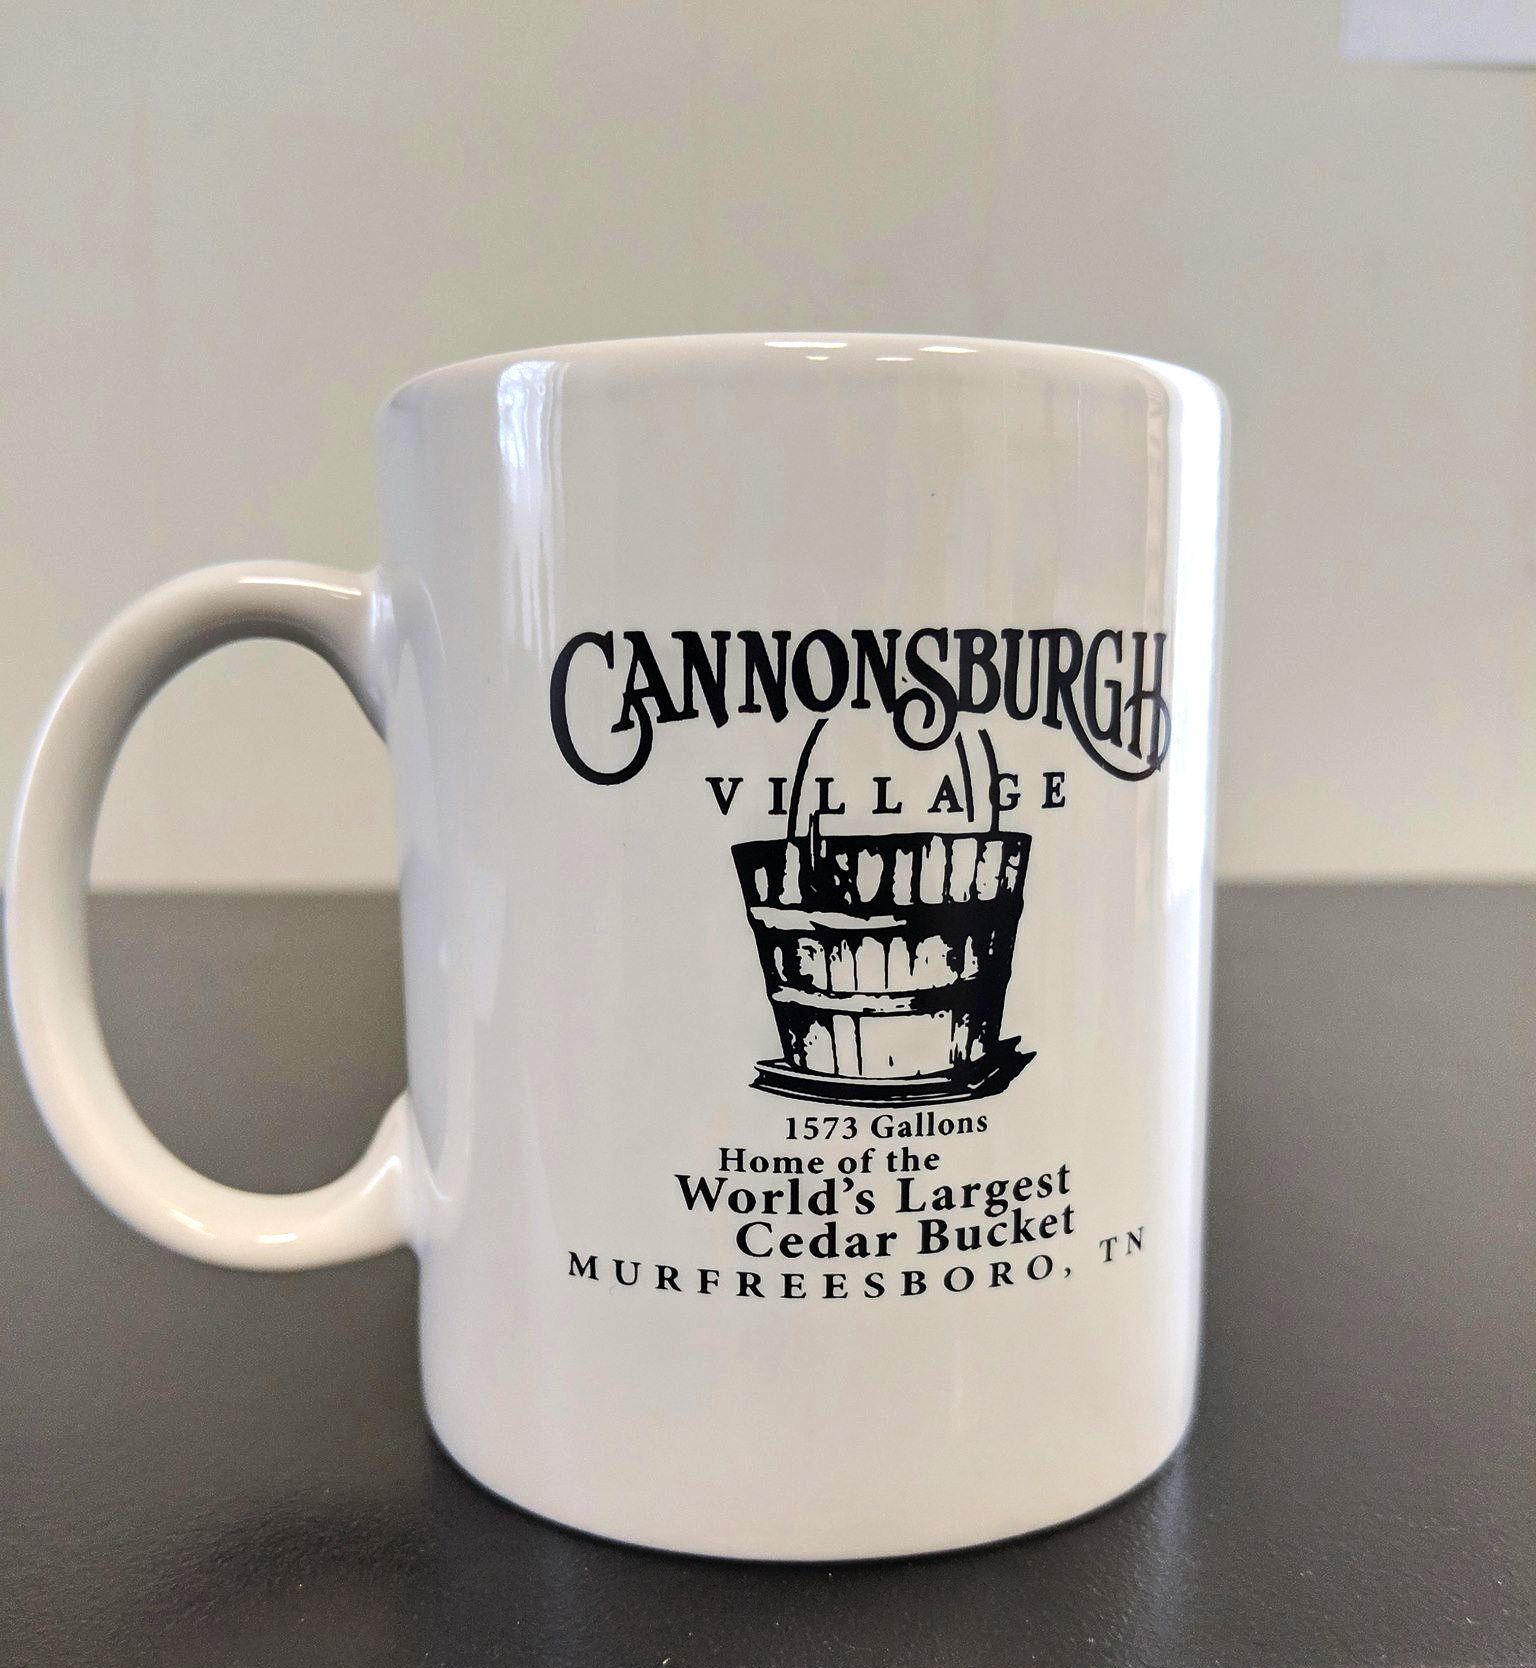 CANNONSBURGH
VILLAGE
1573 Gallons
Home of the
World's Largest
Cedar Bucket
MURFREESBORO, TN